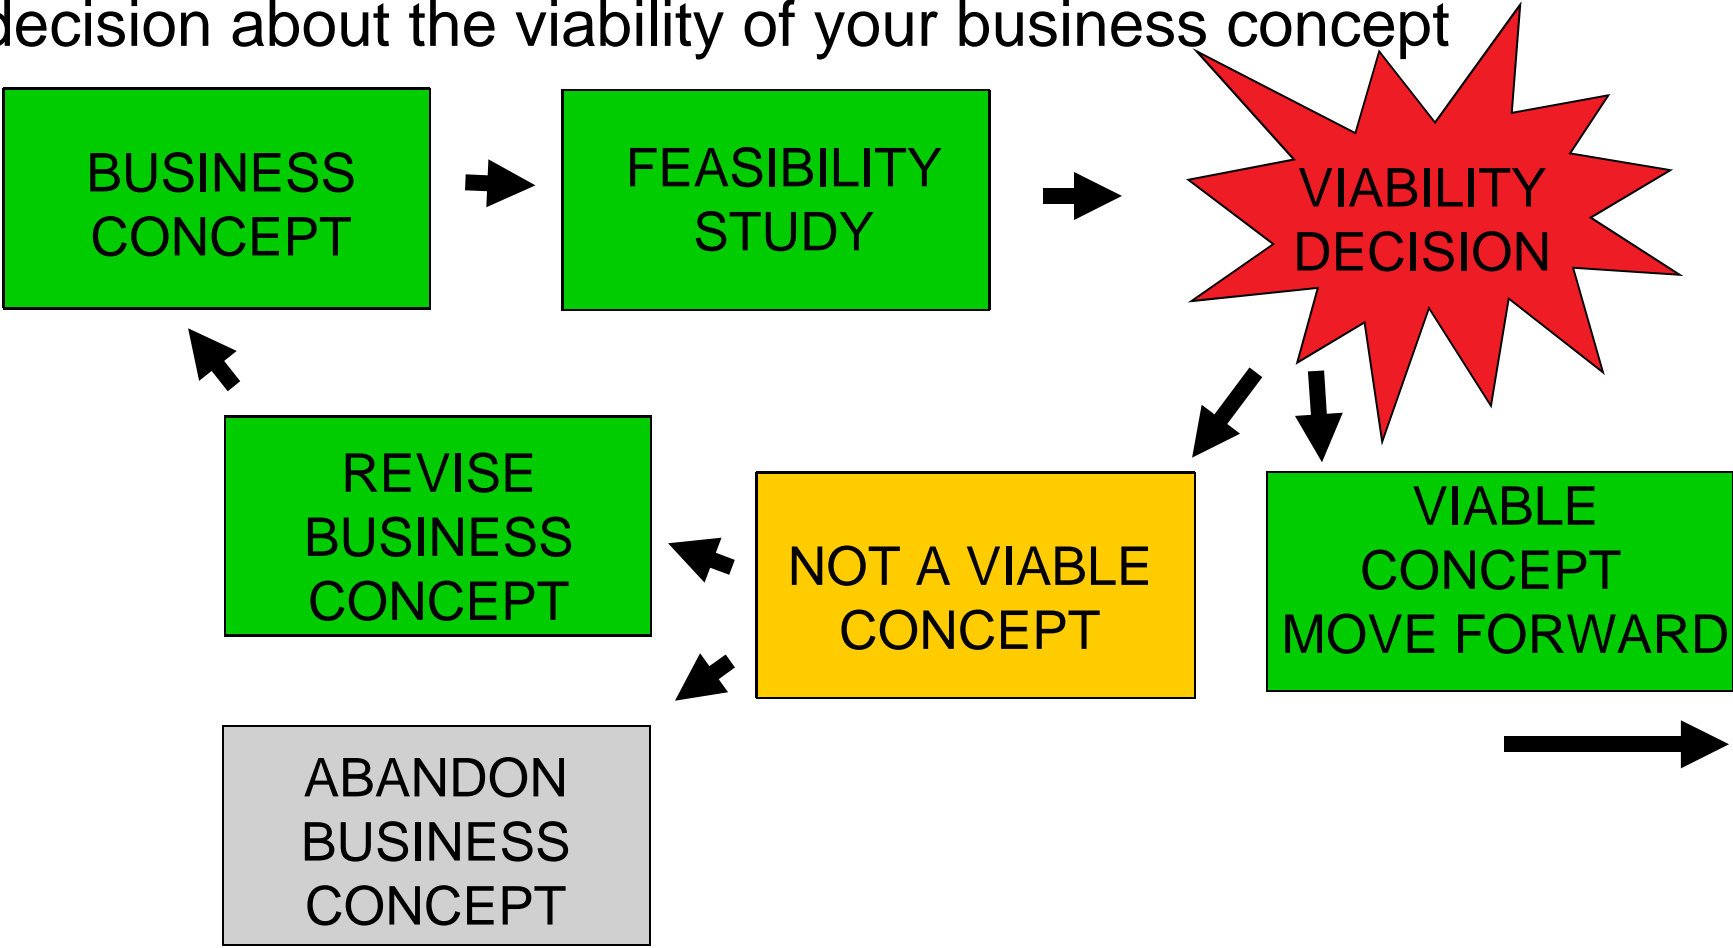 decision about the viability of your business concept
BUSINESS
CONCEPT
FEASIBILITY
STUDY
VIABILITY
DECISION
REVISE
BUSINESS
CONCEPT
NOT A VIABLE
CONCEPT
VIABLE
CONCEPT
MOVE FORWARD
ABANDON
BUSINESS
CONCEPT